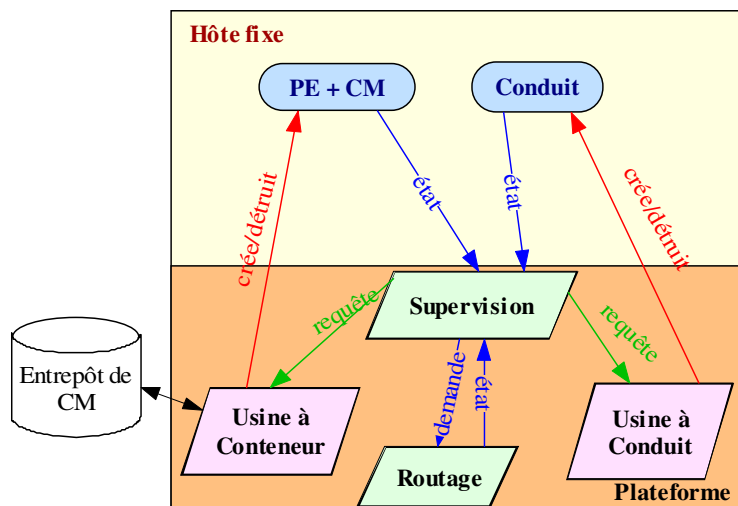 Hôte fixe
PE + CM
Conduit
état
état
crée/détruit
crée/détruit
Supervision
requête
requête
Entrepôt de
CM
demande
état
Usine à
Conteneur
Usine à
Conduit
Routage
Plateforme